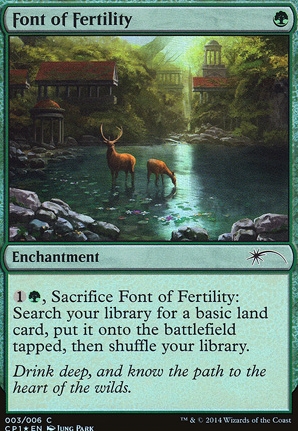 Font of Fertility
Enchantment
1, Sacrifice Font of Fertility:
Search your library for a basic land
card, put it onto the battlefield
tapped, then shuffle your library.
Drink deep, and know the path to
the heart of the wilds.
003/006 C
CP1 ★ EN Jung Park
™ & © 2014 Wizards of the Coast